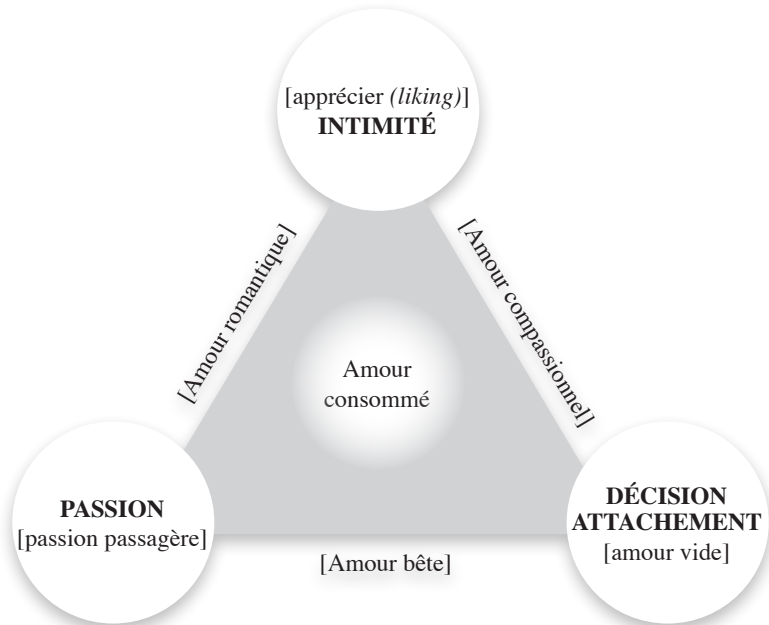 [apprécier (liking)]
INTIMITÉ
[Amour romantique]
[Amour compassionnel]
Amour
consommé
PASSION
[passion passagère]
DÉCISION
ATTACHEMENT
[amour vide]
[Amour bête]